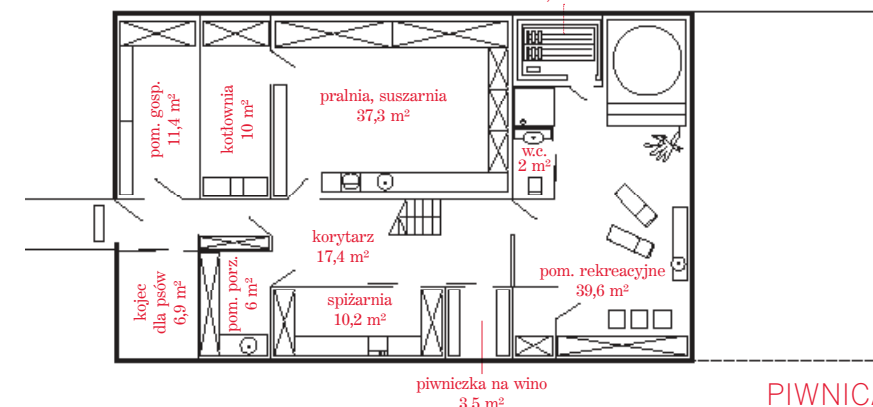 pom. gosp.
11,4 m²
kotłownia
10 m²
pralnia, suszarnia
37,3 m²
w.c.
2 m²
korytarz
17,4 m²
pom. rekreacyjne
39,6 m²
kojec
dla psów
6,9 m²
pom. porz.
6 m²
spiżarnia
10,2 m²
piwniczka na wino
3,5 m²
PIWNICA